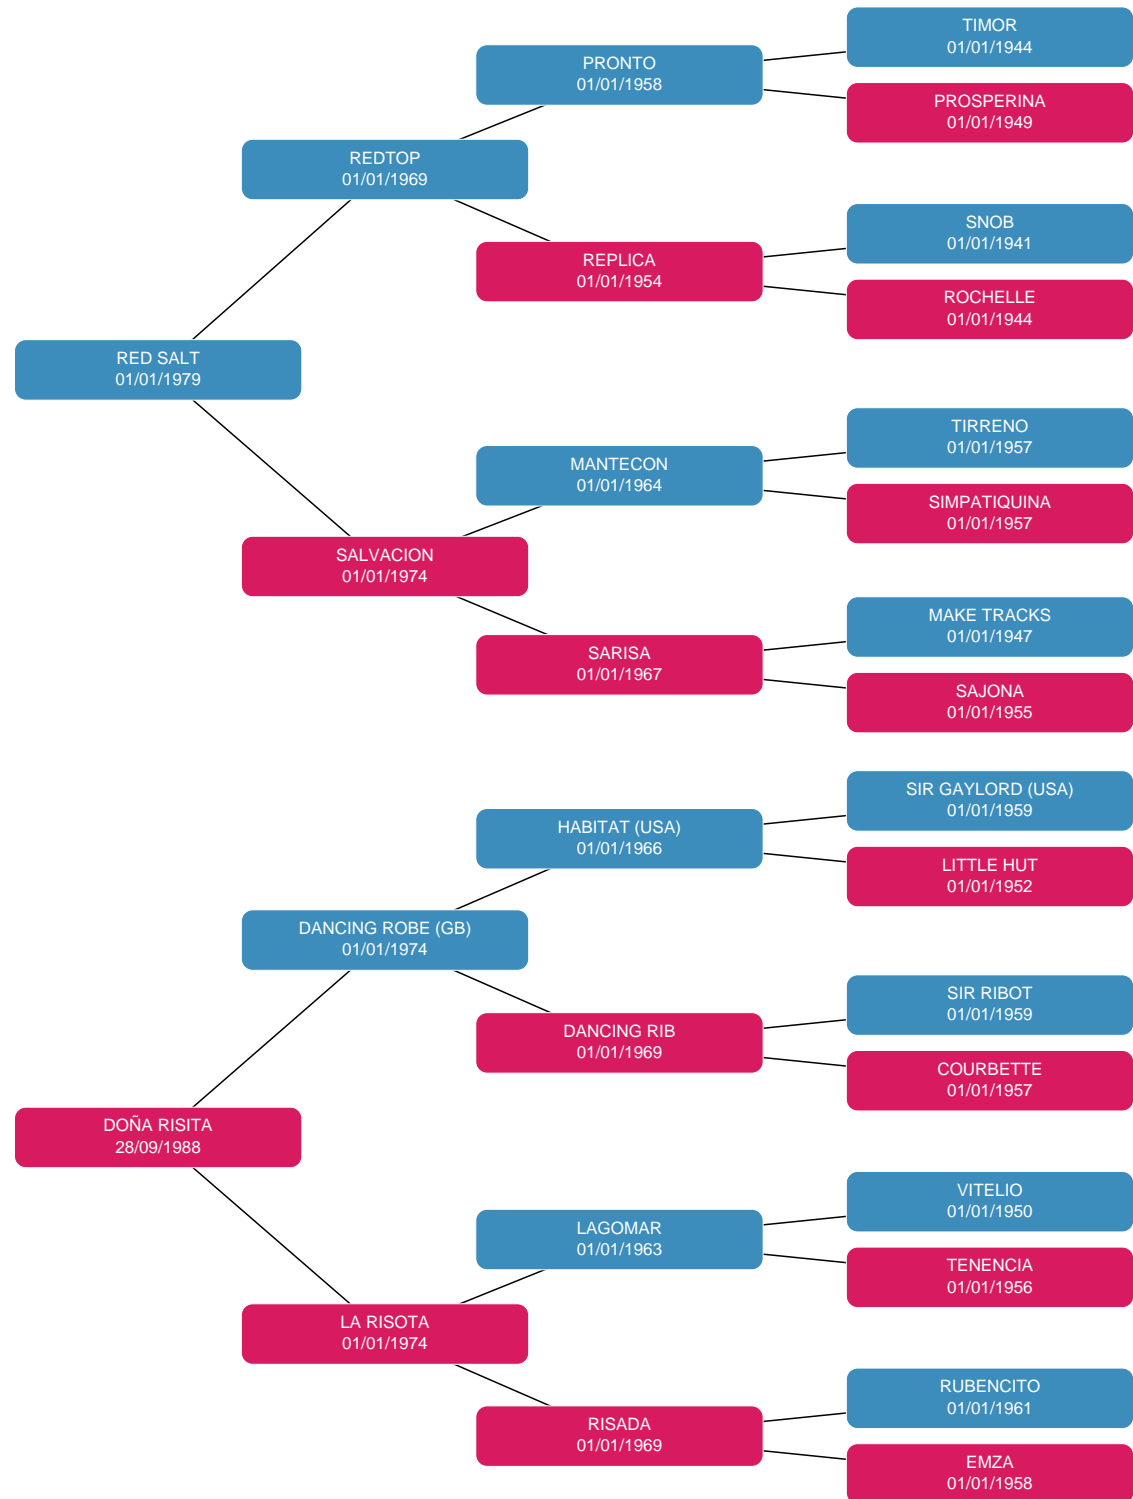 TIMOR
01/01/1944
PRONTO
01/01/1958
PROSPERINA
01/01/1949
REDTOP
01/01/1969
SNOB
01/01/1941
REPLICA
01/01/1954
ROCHELLE
01/01/1944
RED SALT
01/01/1979
TIRRENO
01/01/1957
MANTECON
01/01/1964
SIMPATIQUINA
01/01/1957
SALVACION
01/01/1974
MAKE TRACKS
01/01/1947
SARISA
01/01/1967
SAJONA
01/01/1955
SIR GAYLORD (USA)
01/01/1959
HABITAT (USA)
01/01/1966
LITTLE HUT
01/01/1952
DANCING ROBE (GB)
01/01/1974
SIR RIBOT
01/01/1959
DANCING RIB
01/01/1969
COURBETTE
01/01/1957
DOÑA RISITA
28/09/1988
VITELIO
01/01/1950
LAGOMAR
01/01/1963
TENENCIA
01/01/1956
LA RISOTA
01/01/1974
RUBENCITO
01/01/1961
RISADA
01/01/1969
EMZA
01/01/1958